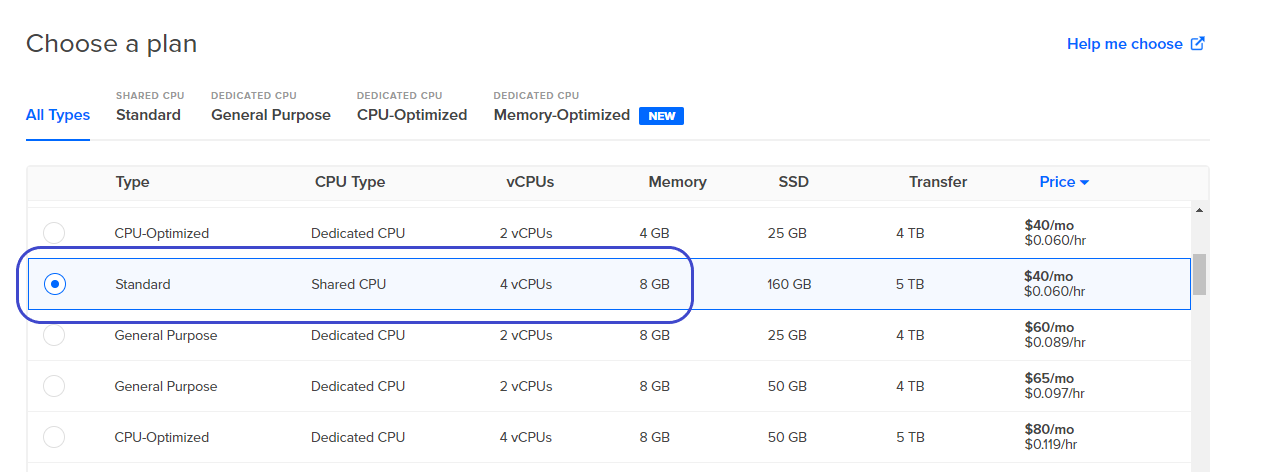 Choose a plan
Help me choose
SHARED CPU DEDICATED CPU DEDICATED CPU DEDICATED CPU
All Types Standard General Purpose CPU-Optimized Memory-Optimized NEW
Type CPU Type vCPUs Memory SSD Transfer Price
CPU-Optimized Dedicated CPU 2 vCPUs 4 GB 25 GB 4 TB $40/mo
$0.060/hr
Standard Shared CPU 4 vCPUs 8 GB 160 GB 5 TB $40/mo
$0.060/hr
General Purpose Dedicated CPU 2 vCPUs 8 GB 25 GB 4 TB $60/mo
$0.089/hr
General Purpose Dedicated CPU 2 vCPUs 8 GB 50 GB 4 TB $65/mo
$0.097/hr
CPU-Optimized Dedicated CPU 4 vCPUs 8 GB 50 GB 5 TB $80/mo
$0.119/hr